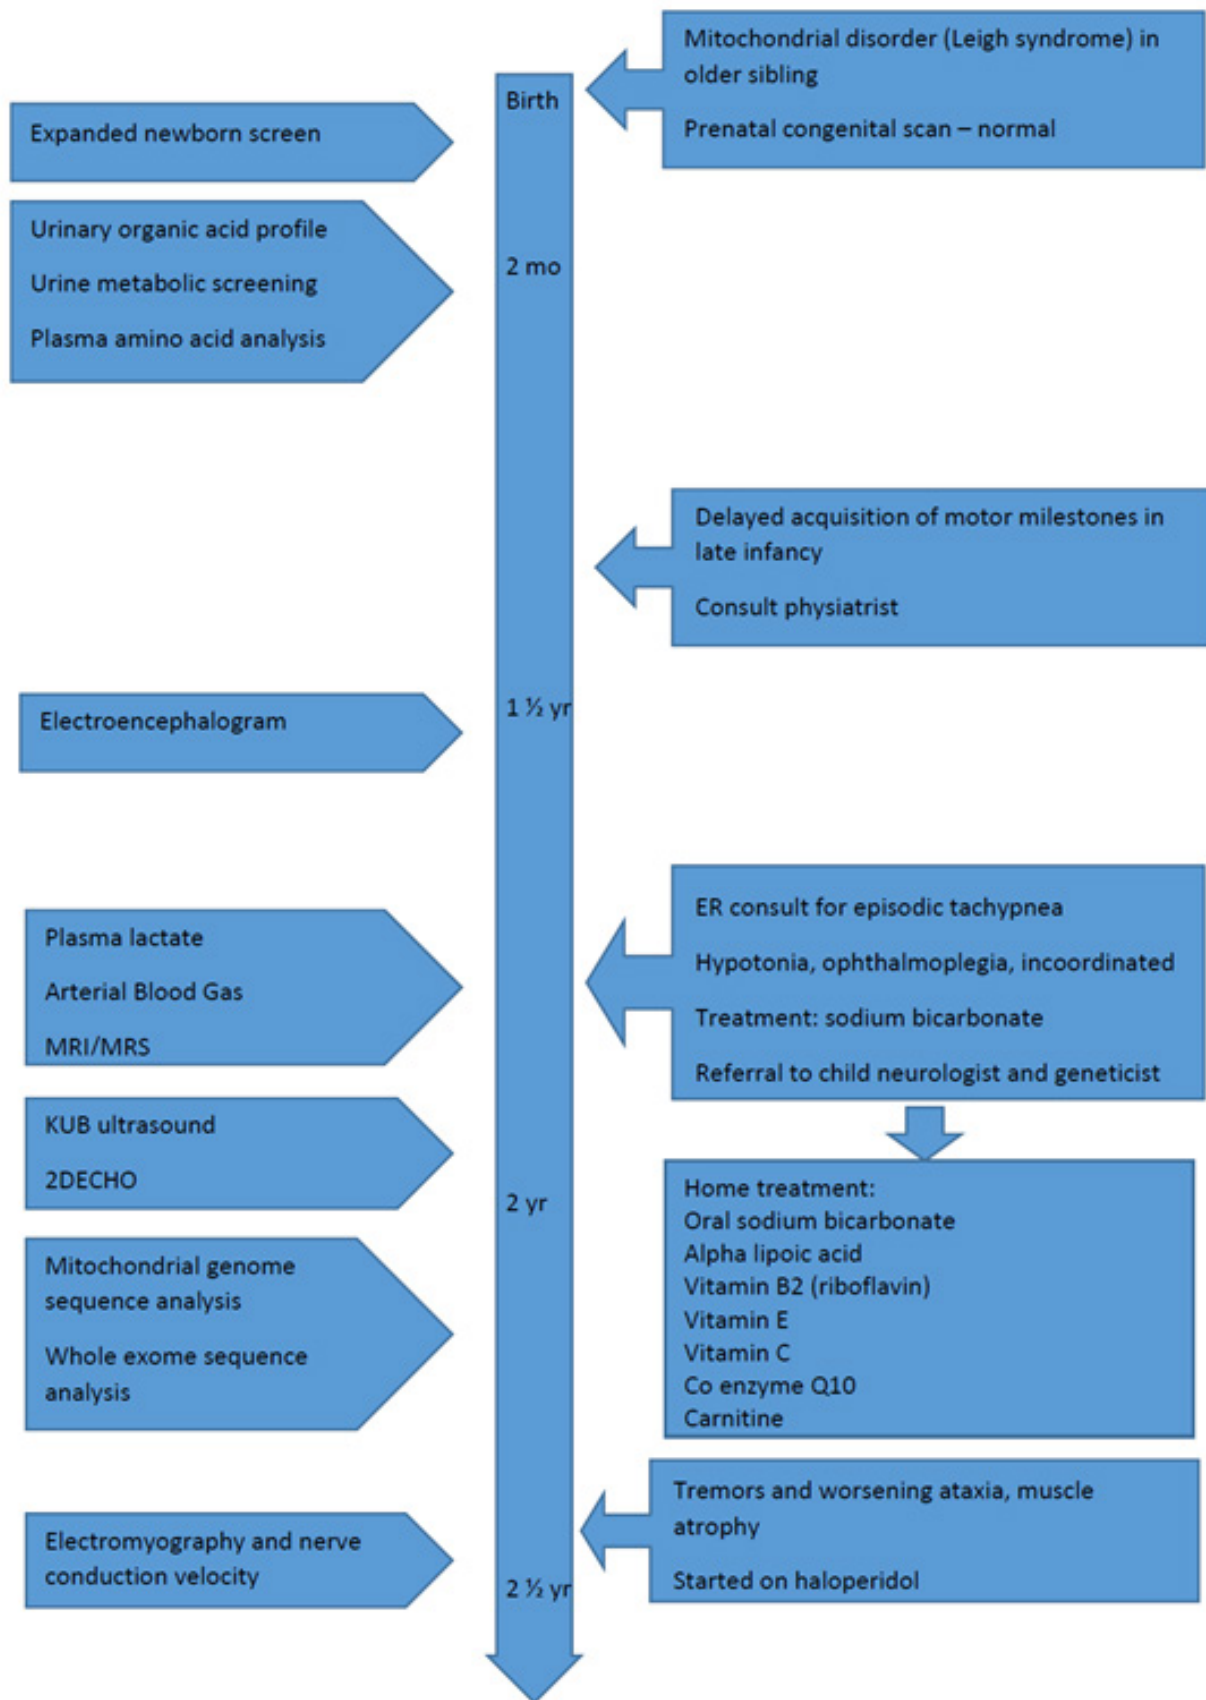 Mitochondrial disorder (Leigh syndrome) in
older sibling
Prenatal congenital scan – normal
Birth
Expanded newborn screen
Urinary organic acid profile
Urine metabolic screening
Plasma amino acid analysis
2 mo
Delayed acquisition of motor milestones in
late infancy
Consult physiatrist
1 ½ yr
Electroencephalogram
ER consult for episodic tachypnea
Hypotonia, ophthalmoplegia, incoordinated
Treatment: sodium bicarbonate
Referral to child neurologist and geneticist
Plasma lactate
Arterial Blood Gas
MRI/MRS
KUB ultrasound
2DECHO
2 yr
Home treatment:
Oral sodium bicarbonate
Alpha lipoic acid
Vitamin B2 (riboflavin)
Vitamin E
Vitamin C
Co enzyme Q10
Carnitine
Mitochondrial genome
sequence analysis
Whole exome sequence
analysis
Tremors and worsening ataxia, muscle
atrophy
Started on haloperidol
Electromyography and nerve
conduction velocity
2 ½ yr